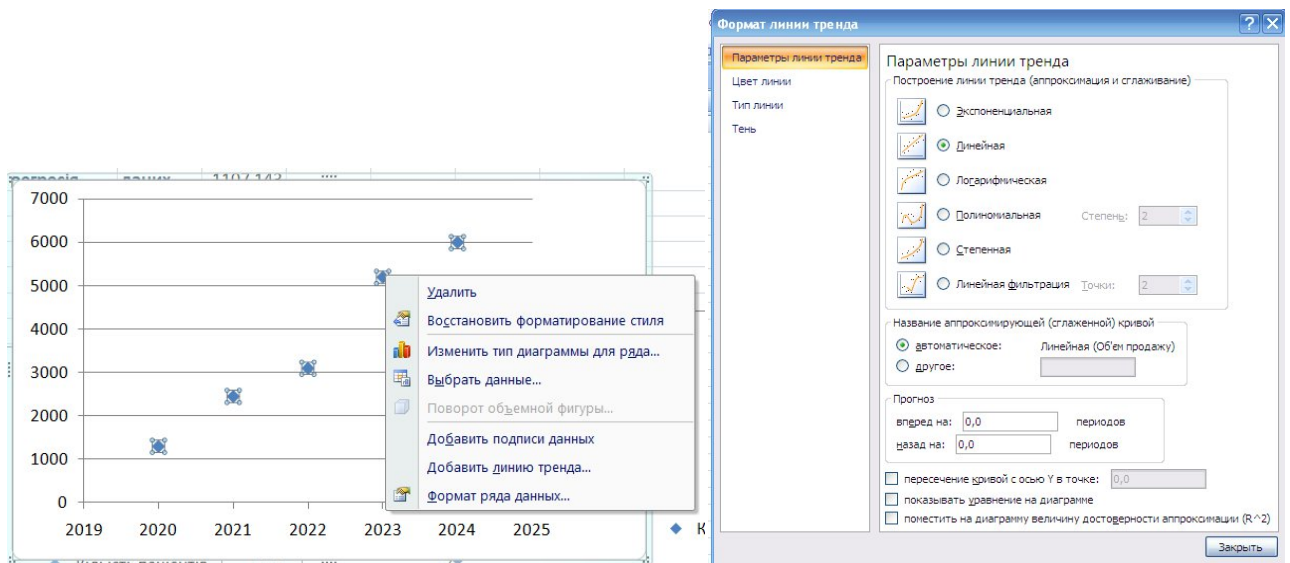 1107,143
7000
6000
5000
4000
3000
2000
1000
0
2019 2020 2021 2022 2023 2024 2025
К
Удалить
Восстановить форматирование стиля
Изменить тип диаграммы для ряда...
Выбрать данные...
Поворот объемной фигуры...
Добавить подписи данных
Добавить линию тренда...
Формат ряда данных...
Формат линии тренда
Параметры линии тренда
Цвет линии
Тип линии
Тень
Параметры линии тренда
Построение линии тренда (аппроксимация и сглаживание)
Экспоненциальная
Линейная
Логарифмическая
Полиномиальная Степень: 2
Степенная
Линейная фильтрация Точки: 2
Название аппроксимирующей (сглаженной) кривой
автоматическое: Линейная (Об'єм продажу)
другое:
Прогноз
вперед на: 0,0 периодов
назад на: 0,0 периодов
пересечение кривой с осью Y в точке: 0,0
показывать уравнение на диаграмме
поместить на диаграмму величину достоверности аппроксимации (R^2)
Закрыть